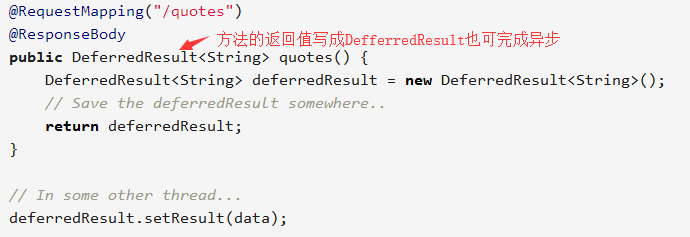 @RequestMapping("/quotes")
@ResponseBody
方法的返回值写成DefferredResult也可完成异步
public DeferredResult<String> quotes() {
    DeferredResult<String> deferredResult = new DeferredResult<String>();
    // Save the deferredResult somewhere..
    return deferredResult;
}
// In some other thread...
deferredResult.setResult(data);